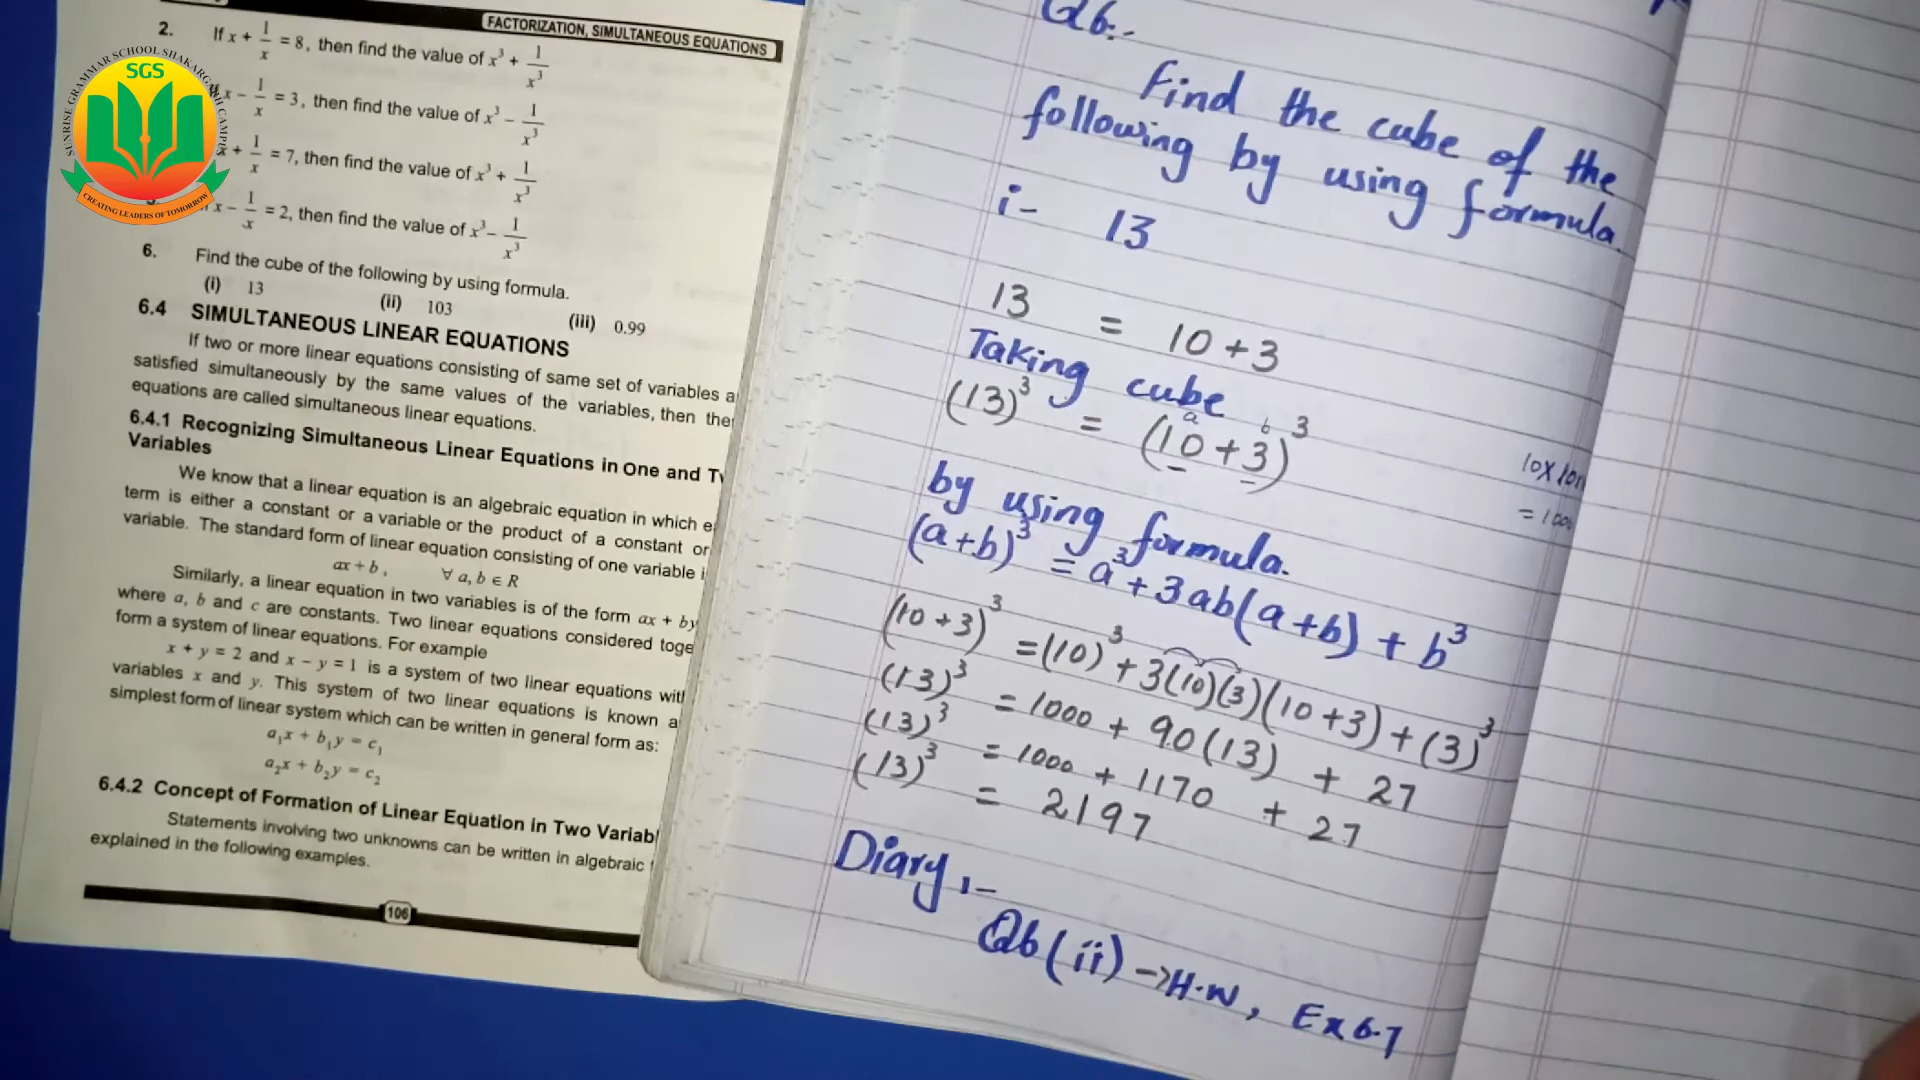 FACTORIZATION, SIMULTANEOUS EQUATIONS
2. If x + 1/x = 8, then find the value of x³ + 1/x³
x − 1/x = 3, then find the value of x³ − 1/x³
x + 1/x = 7, then find the value of x³ + 1/x³
x − 1/x = 2, then find the value of x³ − 1/x³
6. Find the cube of the following by using formula.
(i) 13 (ii) 103 (iii) 0.99
6.4 SIMULTANEOUS LINEAR EQUATIONS
If two or more linear equations consisting of same set of variables a
satisfied simultaneously by the same values of the variables, then the
equations are called simultaneous linear equations.
6.4.1 Recognizing Simultaneous Linear Equations in One and Tw
Variables
We know that a linear equation is an algebraic equation in which e
term is either a constant or a variable or the product of a constant or
variable. The standard form of linear equation consisting of one variable i
ax + b, ∀ a, b ∈ R
Similarly, a linear equation in two variables is of the form ax + by
where a, b and c are constants. Two linear equations considered toge
form a system of linear equations. For example
x + y = 2 and x − y = 1 is a system of two linear equations wit
variables x and y. This system of two linear equations is known a
simplest form of linear system which can be written in general form as:
a₁x + b₁y = c₁
a₂x + b₂y = c₂
6.4.2 Concept of Formation of Linear Equation in Two Variabl
Statements involving two unknowns can be written in algebraic
explained in the following examples.
106
SUNRISE GRAMMAR SCHOOL SHAKARGARH CAMPUS
SGS
CREATING LEADERS OF TOMORROW
Q6:-
Find the cube of the
following by using formula.
i- 13
13 = 10 + 3
Taking cube
a b
(13)³ = (10 + 3)³
10 X 10
= 100
by using formula.
(a+b)³ = a³ + 3ab(a+b) + b³
(10 + 3)³ = (10)³ + 3(10)(3)(10 + 3) + (3)³
(13)³ = 1000 + 90(13) + 27
(13)³ = 1000 + 1170 + 27
(13)³ = 2197
Diary :-
Q6(ii) → H.W, Ex 6.7